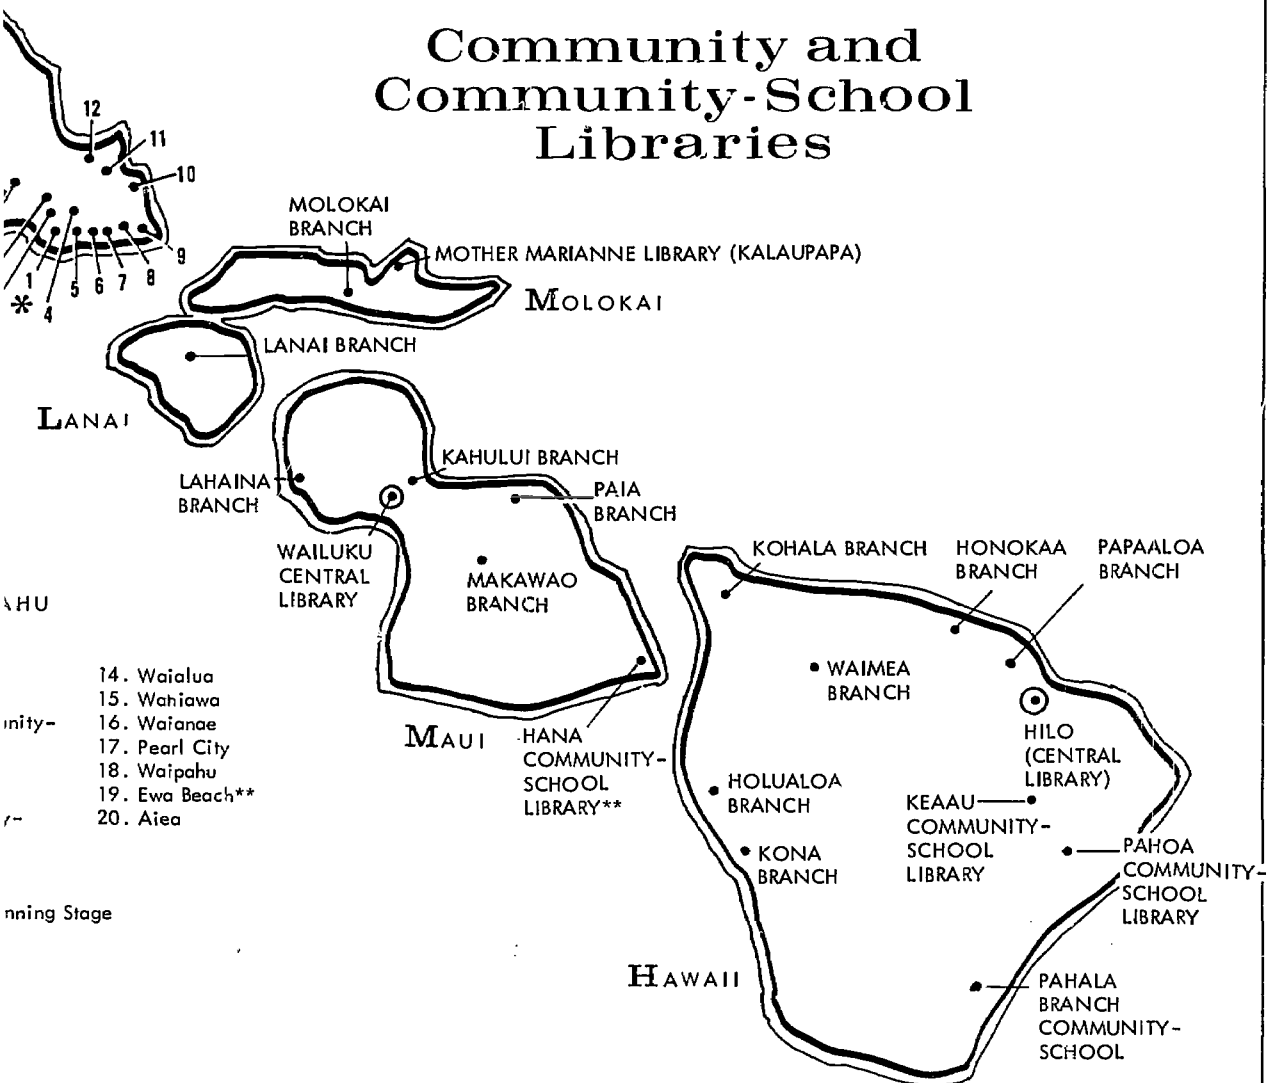 Community and
Community-School
Libraries
12
11
10
9
8
7
6
5
4
1
*
MOLOKAI
BRANCH
MOTHER MARIANNE LIBRARY (KALAUPAPA)
MOLOKAI
LANAI BRANCH
LANAI
KAHULUI BRANCH
LAHAINA
BRANCH
PAIA
BRANCH
WAILUKU
CENTRAL
LIBRARY
MAKAWAO
BRANCH
MAUI
HANA
COMMUNITY-
SCHOOL
LIBRARY**
KOHALA BRANCH
HONOKAA
BRANCH
PAPAALOA
BRANCH
WAIMEA
BRANCH
HILO
(CENTRAL
LIBRARY)
HOLUALOA
BRANCH
KEAAU
COMMUNITY-
SCHOOL
LIBRARY
KONA
BRANCH
PAHOA
COMMUNITY-
SCHOOL
LIBRARY
HAWAII
PAHALA
BRANCH
COMMUNITY-
SCHOOL
AHU
14. Waialua
15. Wahiawa
nity-
16. Waianae
17. Pearl City
18. Waipahu
19. Ewa Beach**
y-
20. Aiea
nning Stage